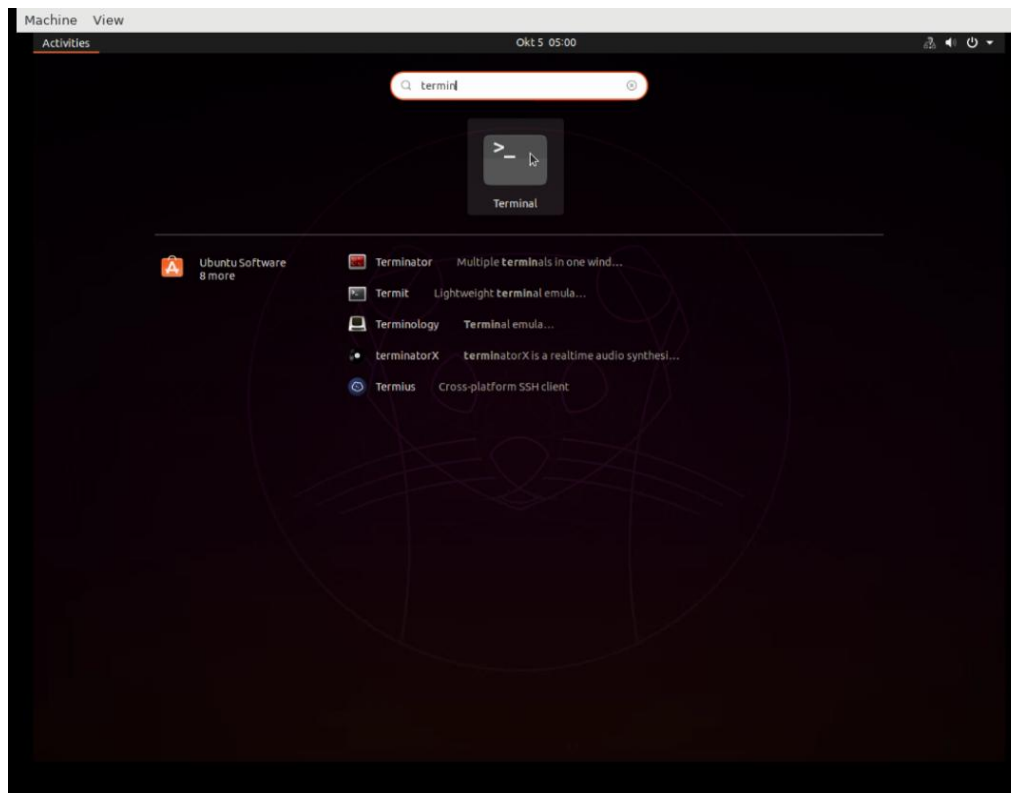 Machine View
Activities
Okt 5 05:00
termin
>_
Terminal
Ubuntu Software
8 more
Terminator Multiple terminals in one wind...
Termit Lightweight terminal emula...
Terminology Terminal emula...
terminatorX terminatorX is a realtime audio synthesi...
Termius Cross-platform SSH client